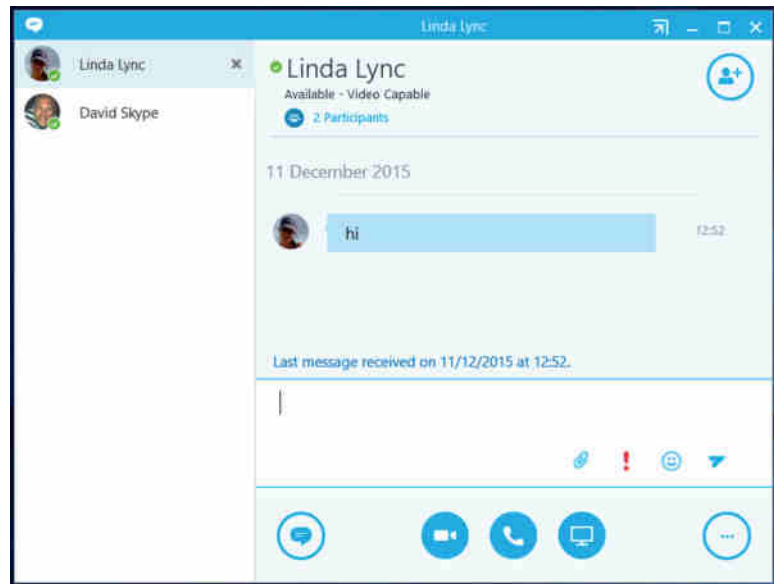 Linda Lync
Linda Lync
David Skype
Linda Lync
Available - Video Capable
2 Participants
11 December 2015
hi
12:52
Last message received on 11/12/2015 at 12:52.